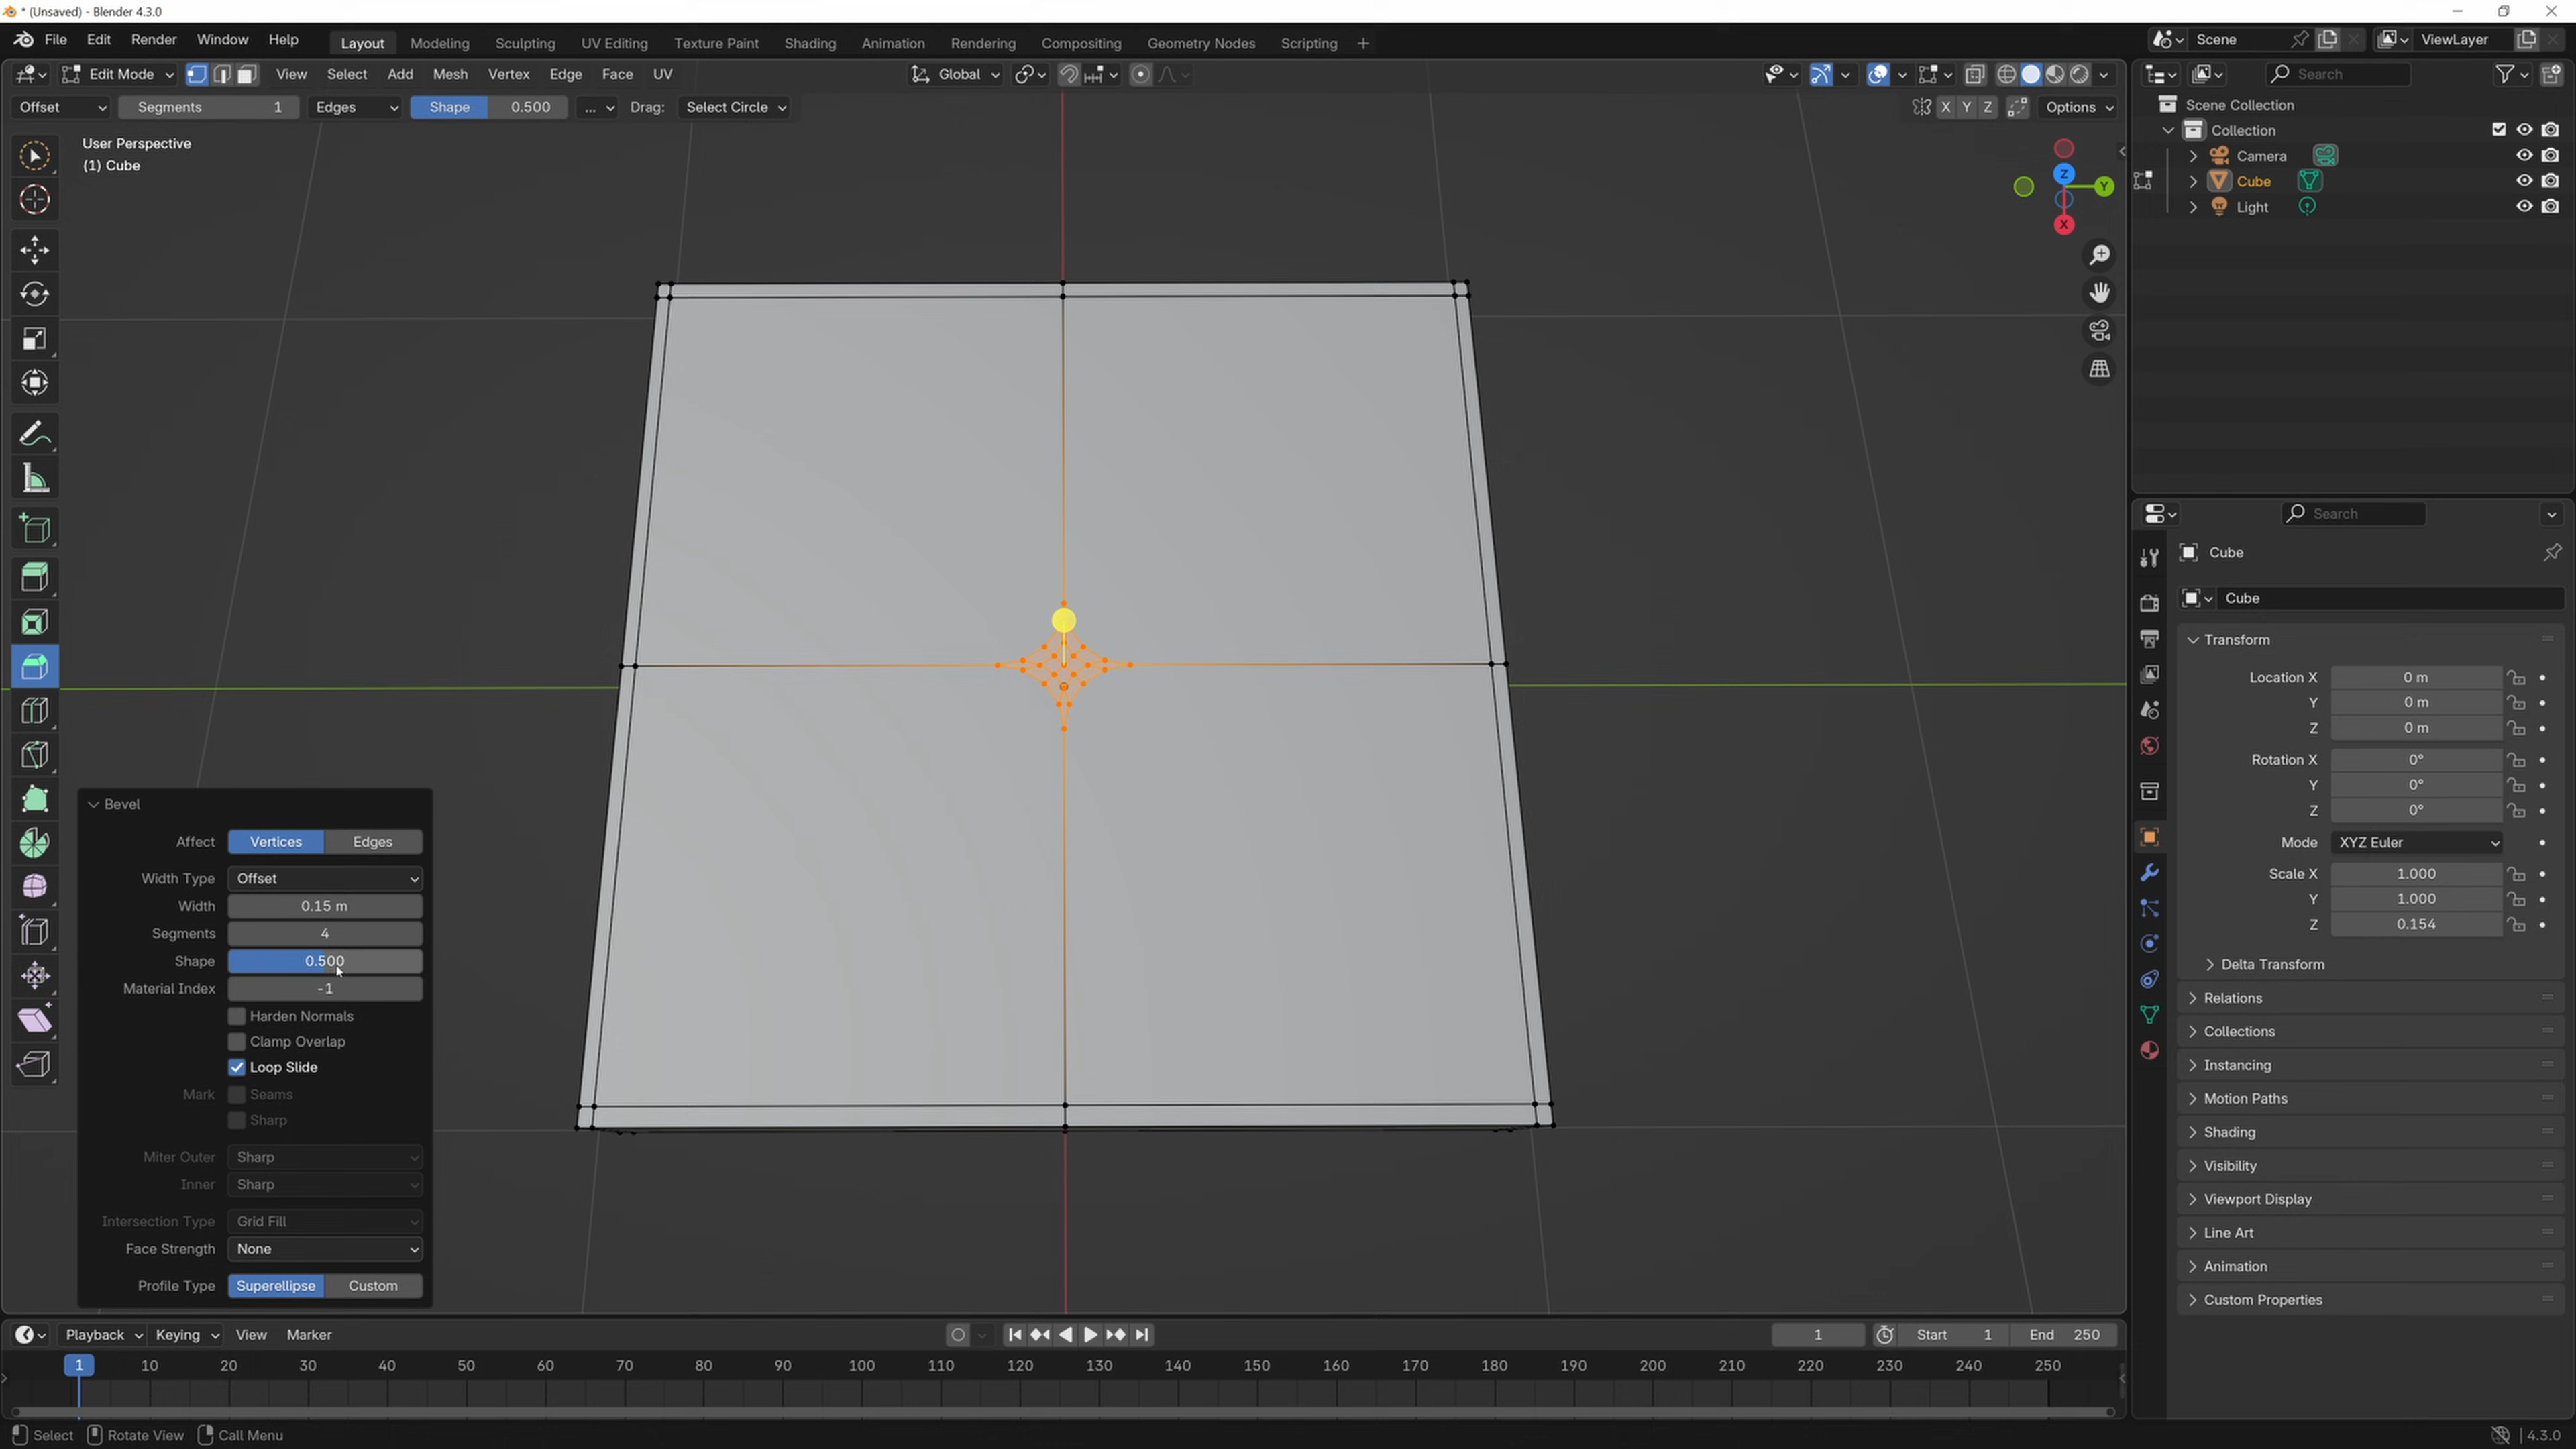 * (Unsaved) - Blender 4.3.0
File Edit Render Window Help Layout Modeling Sculpting UV Editing Texture Paint Shading Animation Rendering Compositing Geometry Nodes Scripting + Scene ViewLayer
Edit Mode View Select Add Mesh Vertex Edge Face UV Global Search
Offset Segments 1 Edges Shape 0.500 ... Drag: Select Circle X Y Z Options
User Perspective
(1) Cube
Z
Y
X
Scene Collection
Collection
Camera
Cube
Light
Search
Cube
Cube
Transform
Location X 0 m
Y 0 m
Z 0 m
Rotation X 0°
Y 0°
Z 0°
Mode XYZ Euler
Scale X 1.000
Y 1.000
Z 0.154
Delta Transform
Relations
Collections
Instancing
Motion Paths
Shading
Visibility
Viewport Display
Line Art
Animation
Custom Properties
Bevel
Affect Vertices Edges
Width Type Offset
Width 0.15 m
Segments 4
Shape 0.500
Material Index -1
Harden Normals
Clamp Overlap
Loop Slide
Mark Seams
Sharp
Miter Outer Sharp
Inner Sharp
Intersection Type Grid Fill
Face Strength None
Profile Type Superellipse Custom
Playback Keying View Marker 1 Start 1 End 250
1 10 20 30 40 50 60 70 80 90 100 110 120 130 140 150 160 170 180 190 200 210 220 230 240 250
Select Rotate View Call Menu 4.3.0